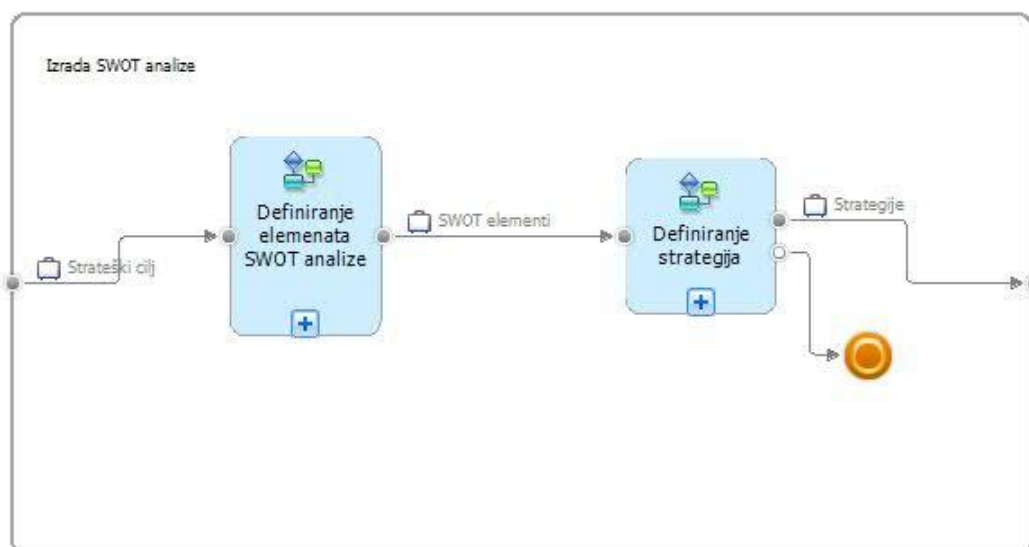 Izrada SWOT analize
Strateški cilj
Definiranje
elemenata
SWOT analize
SWOT elementi
Definiranje
strategija
Strategije